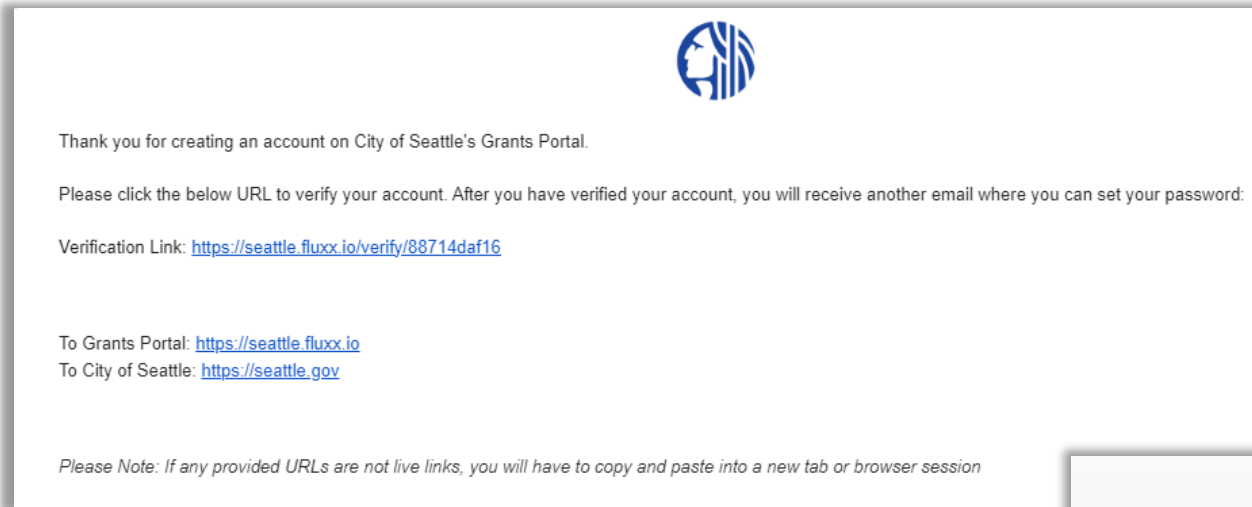 Thank you for creating an account on City of Seattle's Grants Portal.
Please click the below URL to verify your account. After you have verified your account, you will receive another email where you can set your password:
Verification Link: https://seattle.fluxx.io/verify/88714daf16
To Grants Portal: https://seattle.fluxx.io
To City of Seattle: https://seattle.gov
Please Note: If any provided URLs are not live links, you will have to copy and paste into a new tab or browser session